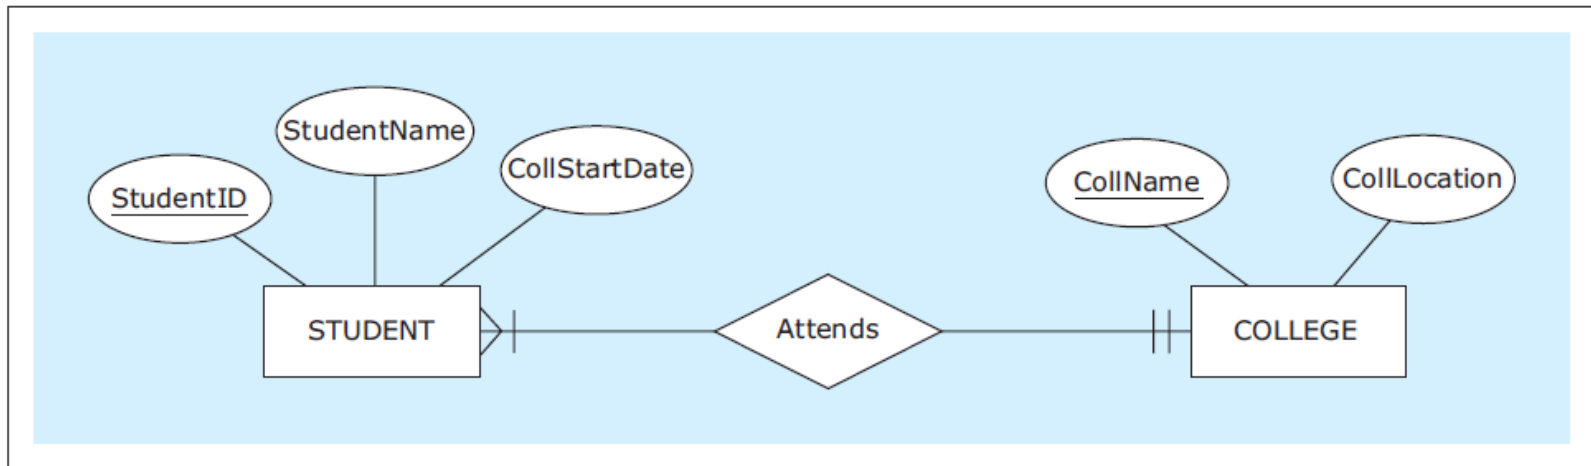 StudentName
CollStartDate
StudentID
CollName
CollLocation
STUDENT
Attends
COLLEGE